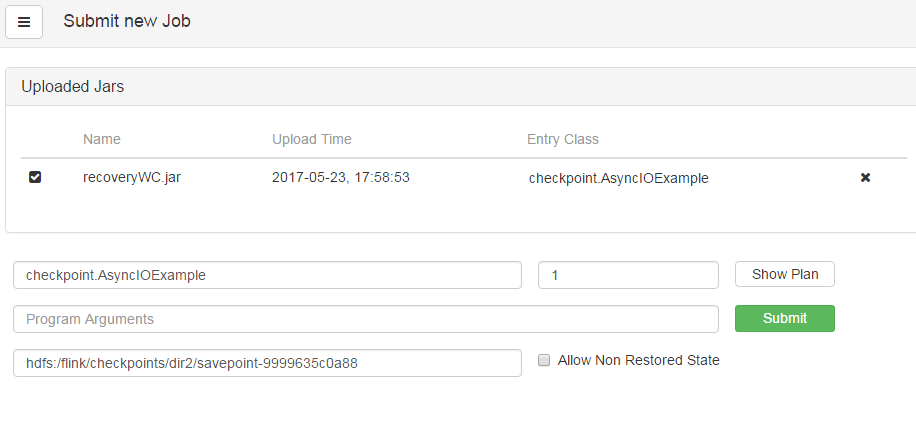 Submit new Job
Uploaded Jars
Name Upload Time Entry Class
recoveryWC.jar 2017-05-23, 17:58:53 checkpoint.AsyncIOExample
checkpoint.AsyncIOExample 1 Show Plan
Program Arguments Submit
hdfs:/flink/checkpoints/dir2/savepoint-9999635c0a88 Allow Non Restored State